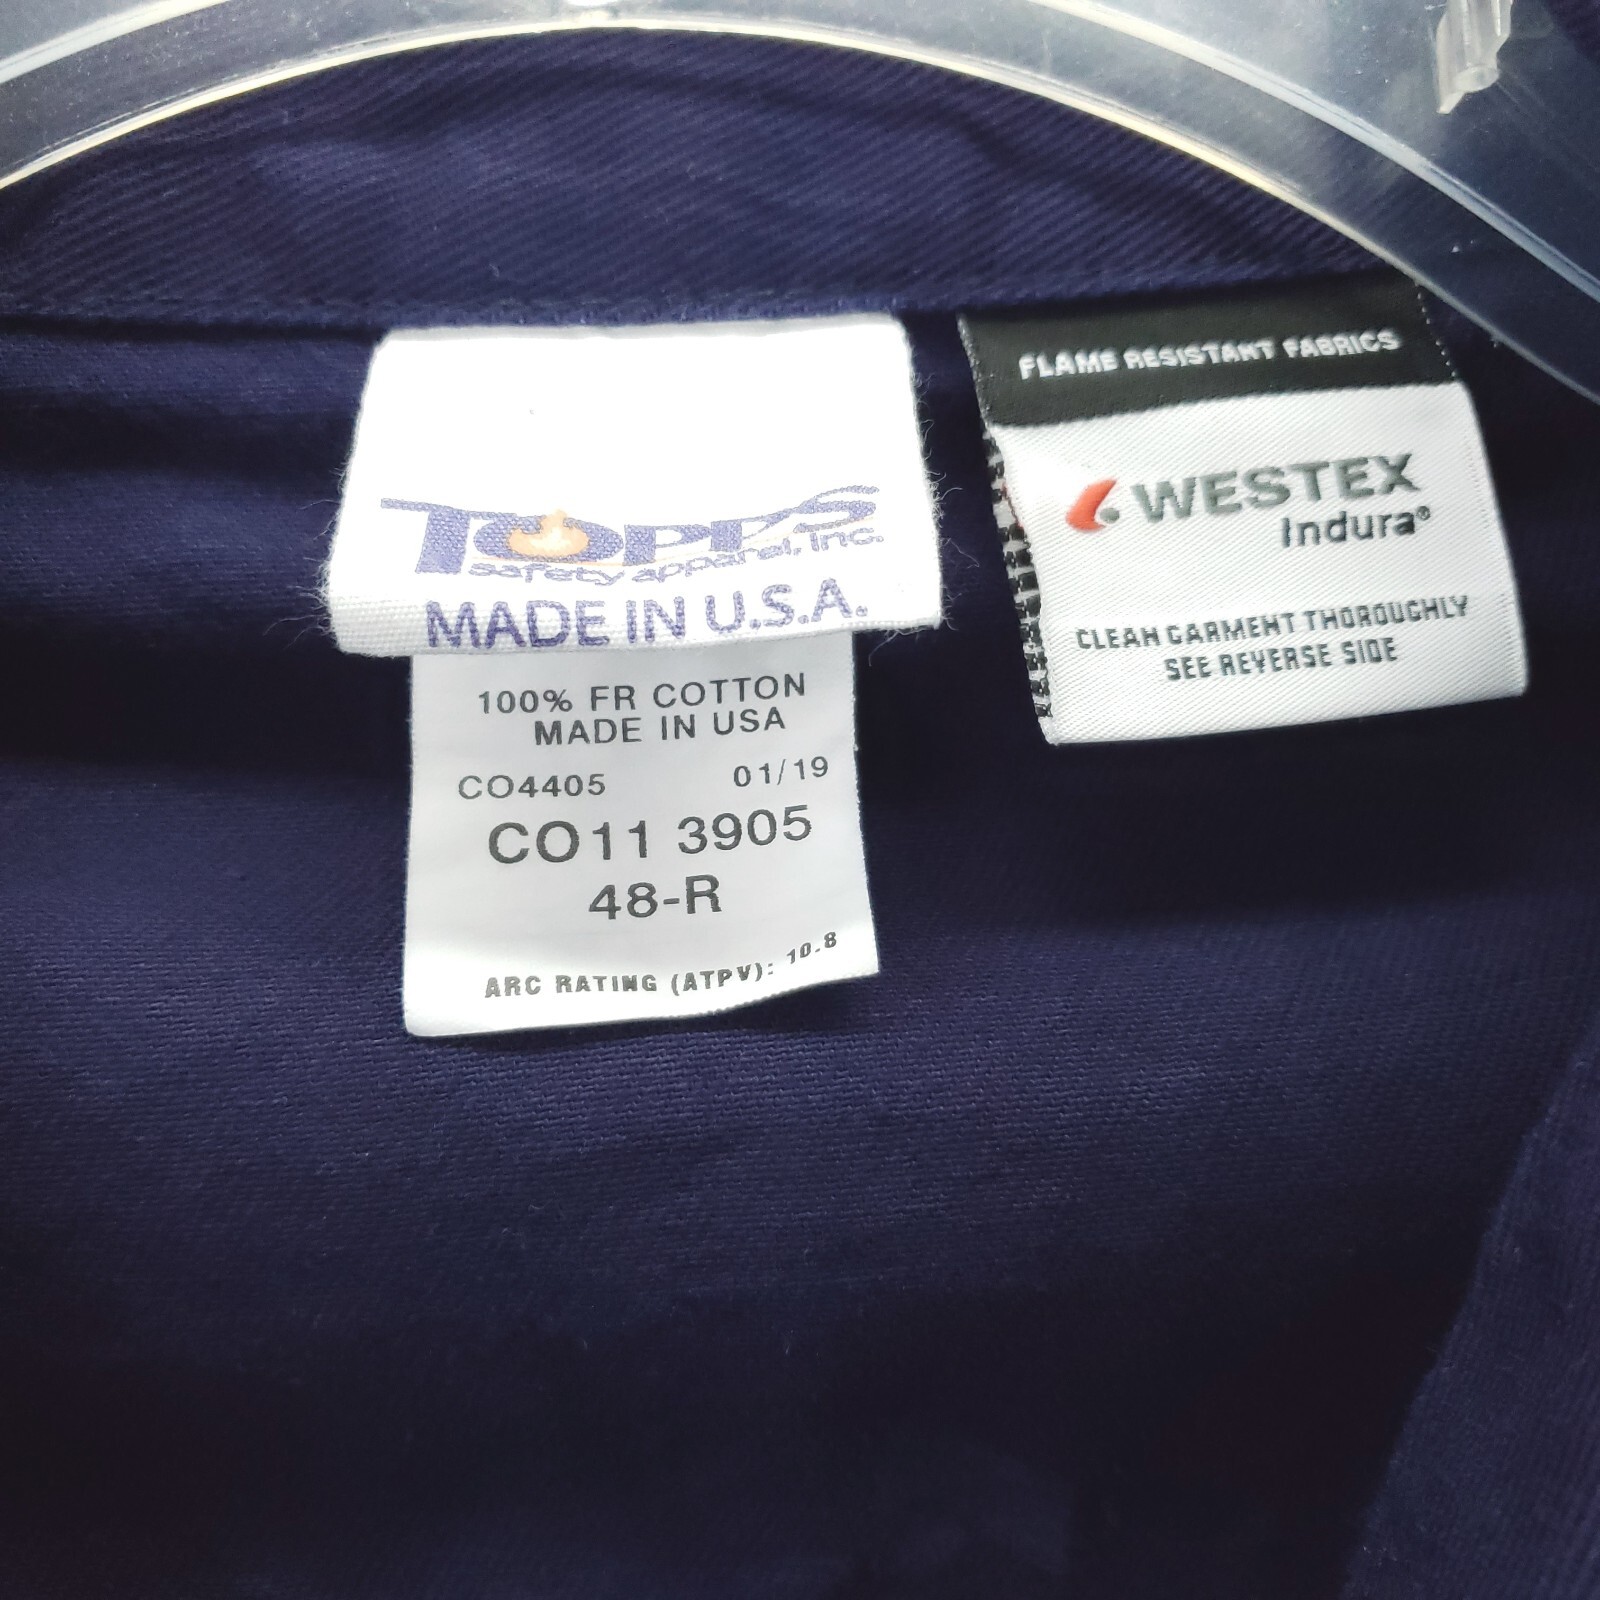 TOPPS
safety apparel, inc.
MADE IN U.S.A.
100% FR COTTON
MADE IN USA
CO4405 01/19
CO11 3905
48-R
ARC RATING (ATPV): 10.8
FLAME RESISTANT FABRICS
WESTEX
Indura®
CLEAN GARMENT THOROUGHLY
SEE REVERSE SIDE